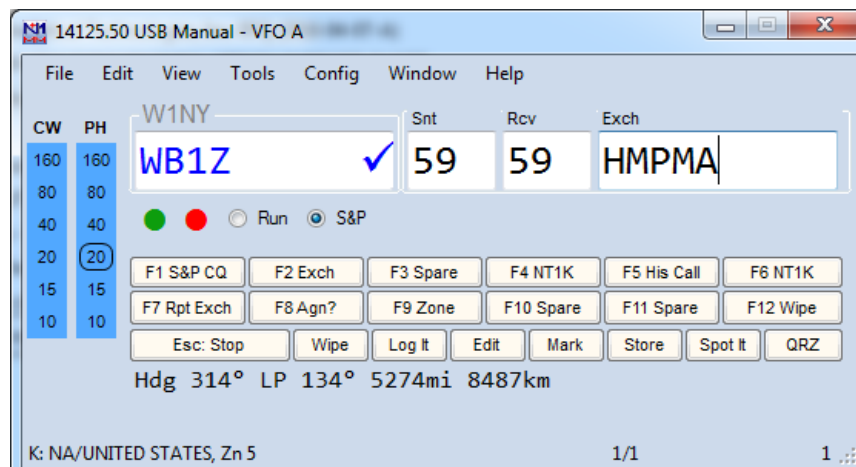 N1 MM 14125.50 USB Manual - VFO A
File Edit View Tools Config Window Help
CW PH W1NY Snt Rcv Exch
160 160 WB1Z ✓ 59 59 HMPMA
80 80
40 40 Run S&P
20 20 F1 S&P CQ F2 Exch F3 Spare F4 NT1K F5 His Call F6 NT1K
15 15 F7 Rpt Exch F8 Agn? F9 Zone F10 Spare F11 Spare F12 Wipe
10 10 Esc: Stop Wipe Log It Edit Mark Store Spot It QRZ
Hdg 314° LP 134° 5274mi 8487km
K: NA/UNITED STATES, Zn 5 1/1 1